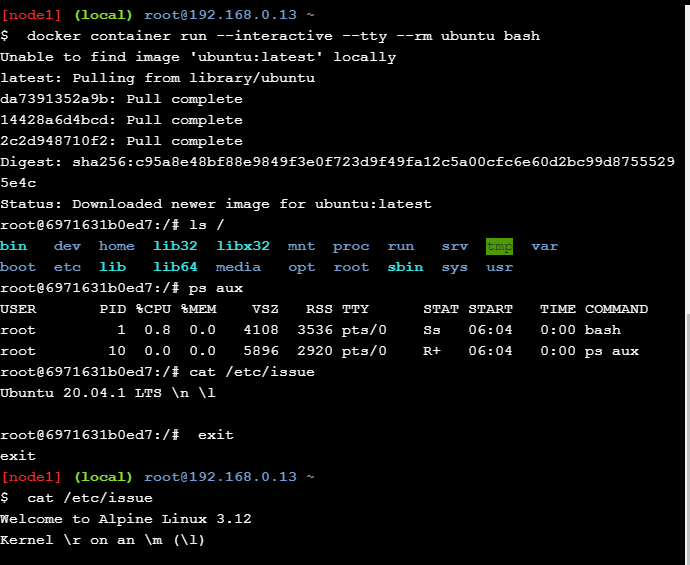 [node1] (local) root@192.168.0.13 ~
$  docker container run --interactive --tty --rm ubuntu bash
Unable to find image 'ubuntu:latest' locally
latest: Pulling from library/ubuntu
da7391352a9b: Pull complete
14428a6d4bcd: Pull complete
2c2d948710f2: Pull complete
Digest: sha256:c95a8e48bf88e9849f3e0f723d9f49fa12c5a00cfc6e60d2bc99d8755529
5e4c
Status: Downloaded newer image for ubuntu:latest
root@6971631b0ed7:/# ls /
bin   dev  home  lib32  libx32  mnt  proc  run   srv  tmp  var
boot  etc  lib   lib64  media   opt  root  sbin  sys  usr
root@6971631b0ed7:/# ps aux
USER       PID %CPU %MEM    VSZ   RSS TTY      STAT START   TIME COMMAND
root         1  0.8  0.0   4108  3536 pts/0    Ss   06:04   0:00 bash
root        10  0.0  0.0   5896  2920 pts/0    R+   06:04   0:00 ps aux
root@6971631b0ed7:/# cat /etc/issue
Ubuntu 20.04.1 LTS \n \l
root@6971631b0ed7:/#  exit
exit
[node1] (local) root@192.168.0.13 ~
$  cat /etc/issue
Welcome to Alpine Linux 3.12
Kernel \r on an \m (\l)